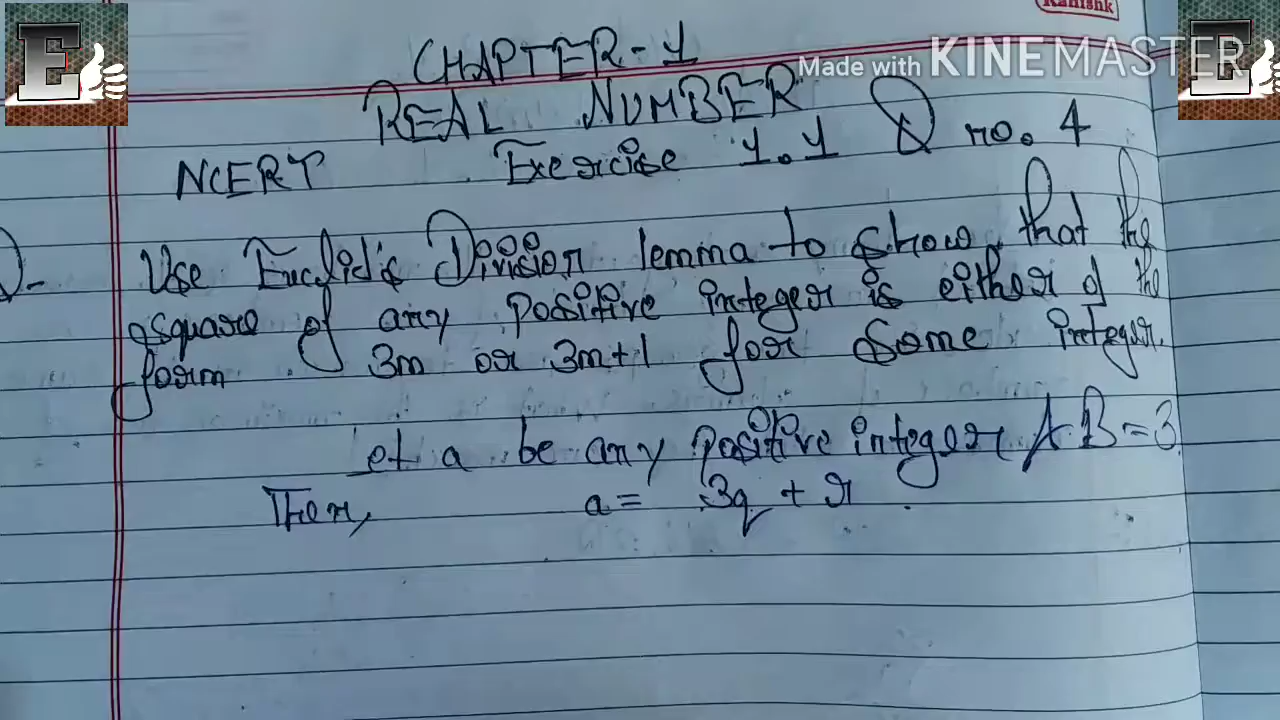 Kanishk
E
Made with KINEMASTER
E
CHAPTER-1
REAL NUMBER
NCERT Exercise 1.1 Q no. 4
Q- Use Euclid's Division lemma to show that the
square of any positive integer is either of the
form 3m or 3m+1 for some integer.
Let a be any positive integer & B=3
Then, a= 3q + r